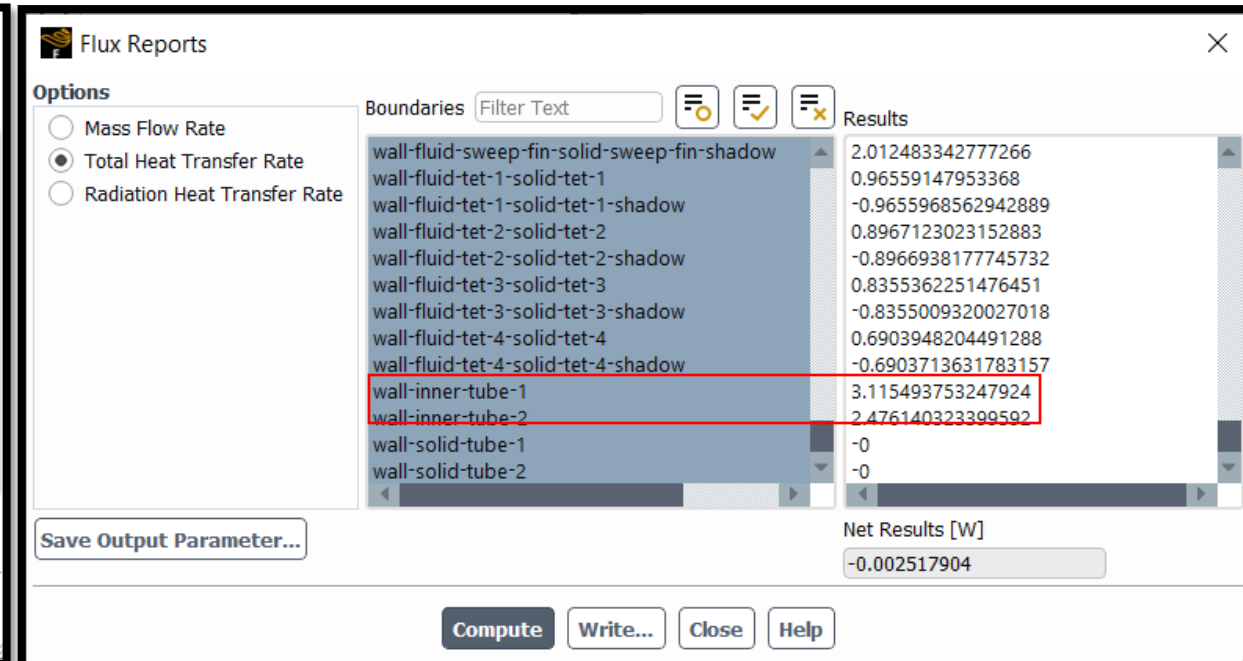 Flux Reports
Options
Mass Flow Rate
Total Heat Transfer Rate
Radiation Heat Transfer Rate
Boundaries Filter Text
Results
wall-fluid-sweep-fin-solid-sweep-fin-shadow 2.012483342777266
wall-fluid-tet-1-solid-tet-1 0.96559147953368
wall-fluid-tet-1-solid-tet-1-shadow -0.9655968562942889
wall-fluid-tet-2-solid-tet-2 0.8967123023152883
wall-fluid-tet-2-solid-tet-2-shadow -0.8966938177745732
wall-fluid-tet-3-solid-tet-3 0.8355362251476451
wall-fluid-tet-3-solid-tet-3-shadow -0.8355009320027018
wall-fluid-tet-4-solid-tet-4 0.6903948204491288
wall-fluid-tet-4-solid-tet-4-shadow -0.6903713631783157
wall-inner-tube-1 3.115493753247924
wall-inner-tube-2 2.476140323399592
wall-solid-tube-1 -0
wall-solid-tube-2 -0
Save Output Parameter...
Net Results [W]
-0.002517904
Compute Write... Close Help